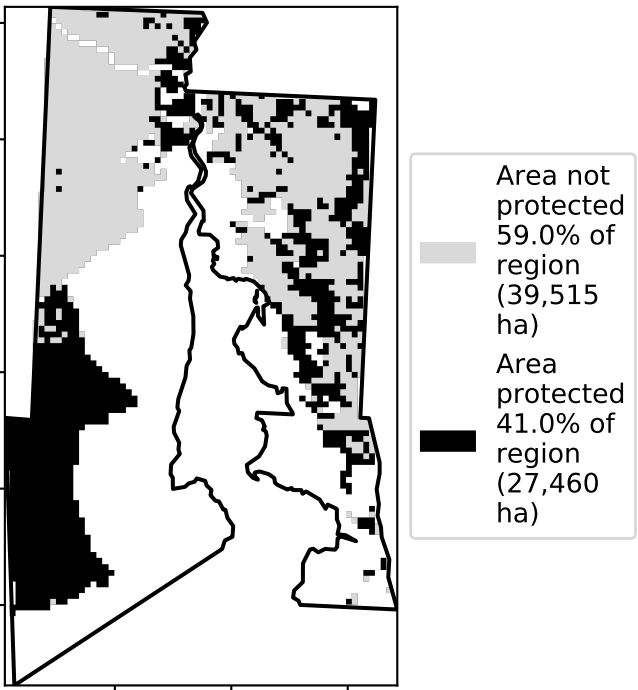 Area not
protected
59.0% of
region
(39,515
ha)
Area
protected
41.0% of
region
(27,460
ha)